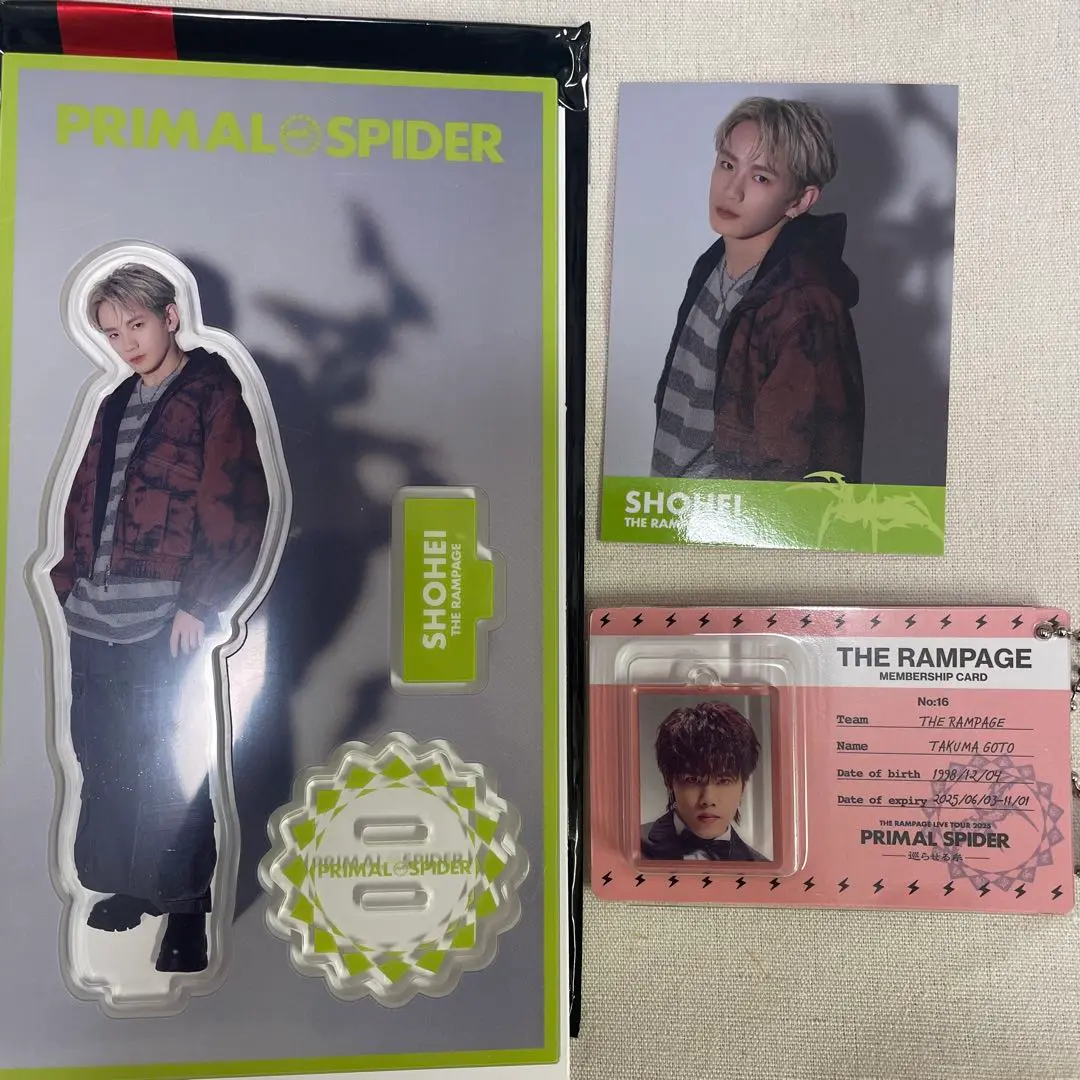 PRIMAL SPIDER
SHOHEI
THE RAMPAGE
PRIMAL SPIDER
PRIMAL SPIDER
SHOHEI
THE RAMPAGE
THE RAMPAGE
MEMBERSHIP CARD
No:16
Team THE RAMPAGE
Name TAKUMA GOTO
Date of birth 1998/12/04
Date of expiry 2025/06/03-11/01
THE RAMPAGE LIVE TOUR 2025
PRIMAL SPIDER
巡らせる糸